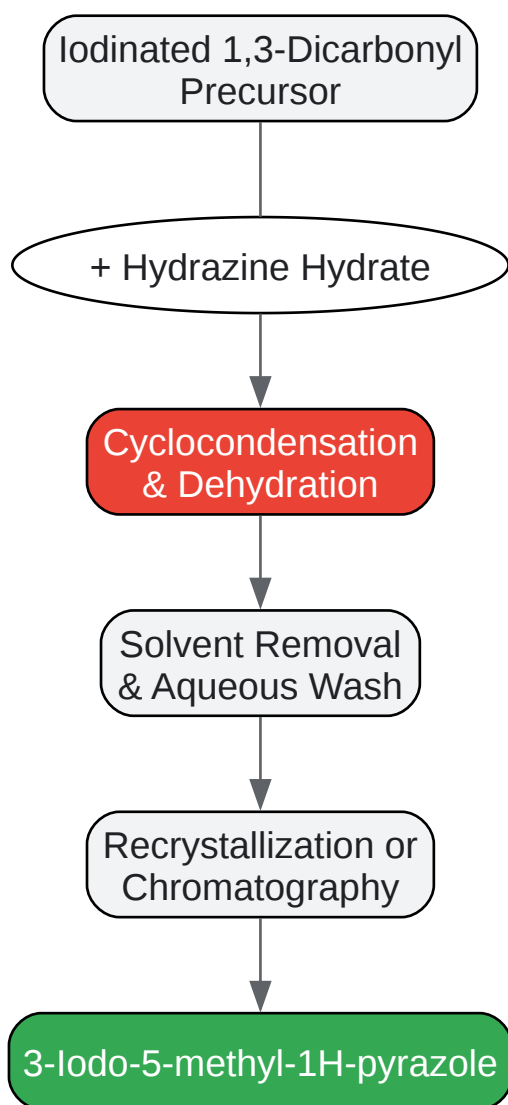 Iodinated 1,3-Dicarbonyl
Precursor
+ Hydrazine Hydrate
Cyclocondensation
& Dehydration
Solvent Removal
& Aqueous Wash
Recrystallization or
Chromatography
3-Iodo-5-methyl-1H-pyrazole